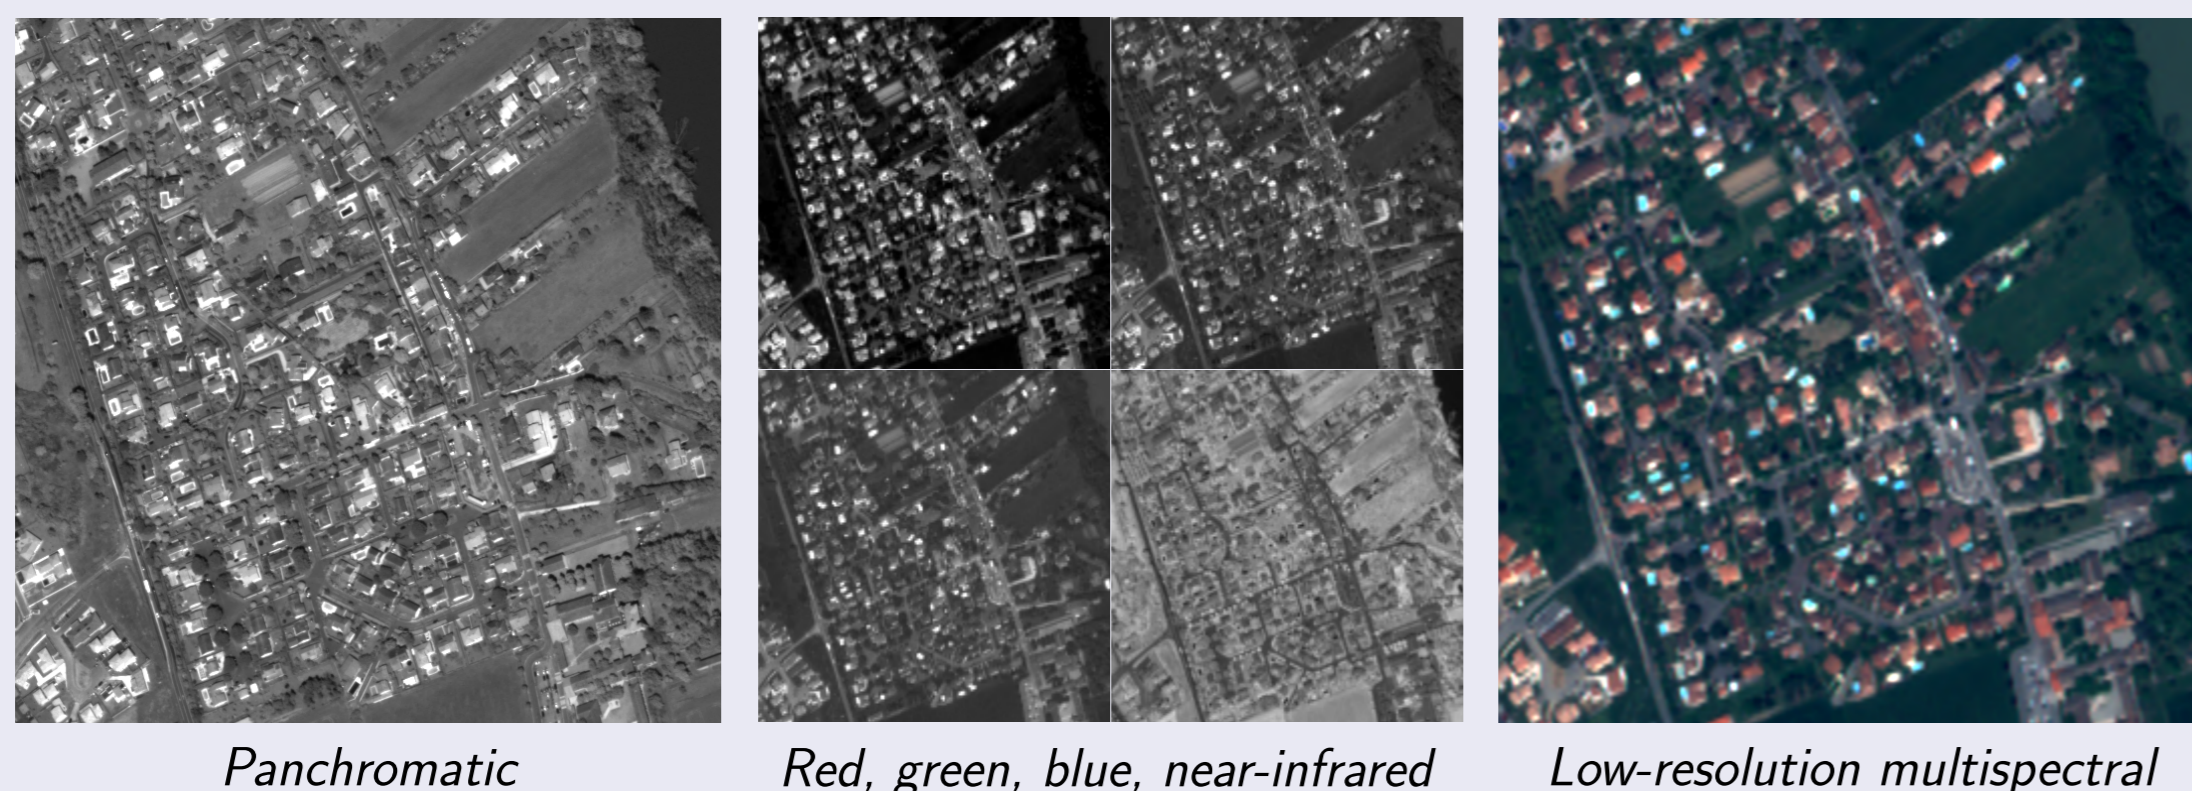 Panchromatic
Red, green, blue, near-infrared
Low-resolution multispectral